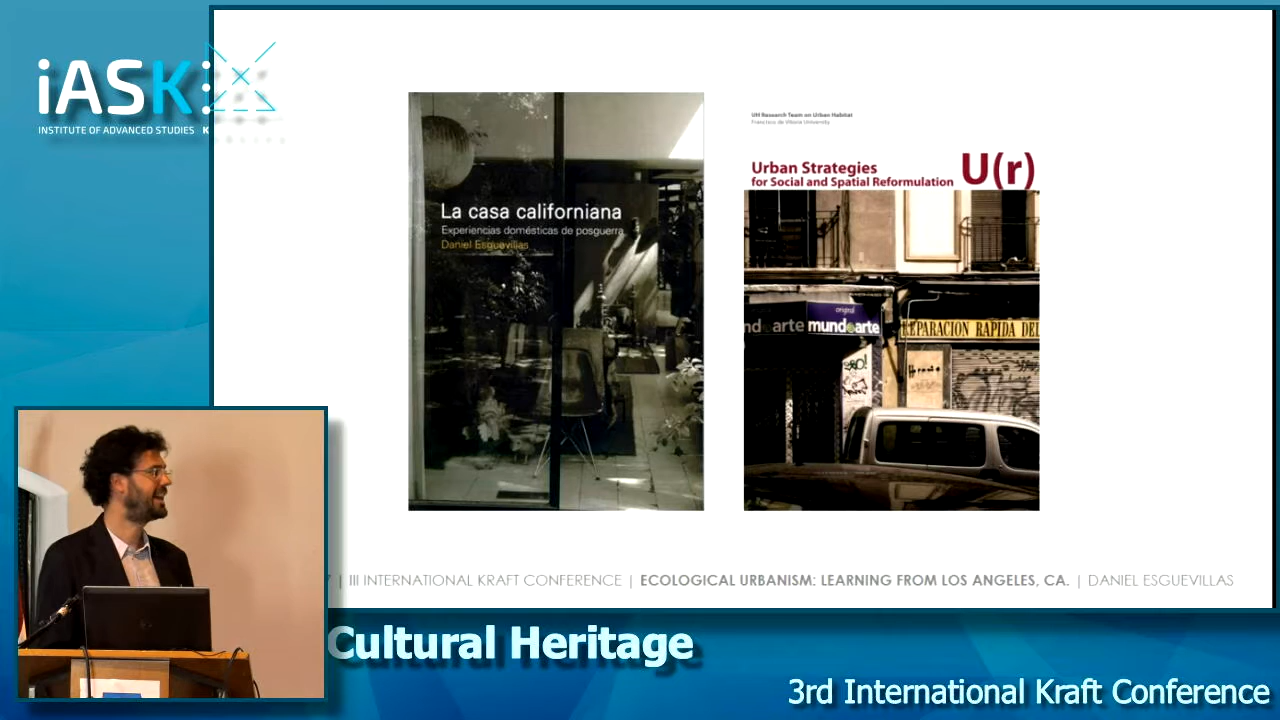 iASK
INSTITUTE OF ADVANCED STUDIES K
La casa californiana
Experiencias domésticas de posguerra
Daniel Esguevillas
UH Research Team on Urban Habitat
Francisco de Vitoria University
Urban Strategies
for Social and Spatial Reformulation
U(r)
original
nd arte mundoarte
REPARACION RAPIDA DEL
7 | III INTERNATIONAL KRAFT CONFERENCE | ECOLOGICAL URBANISM: LEARNING FROM LOS ANGELES, CA. | DANIEL ESGUEVILLAS
Cultural Heritage
3rd International Kraft Conference